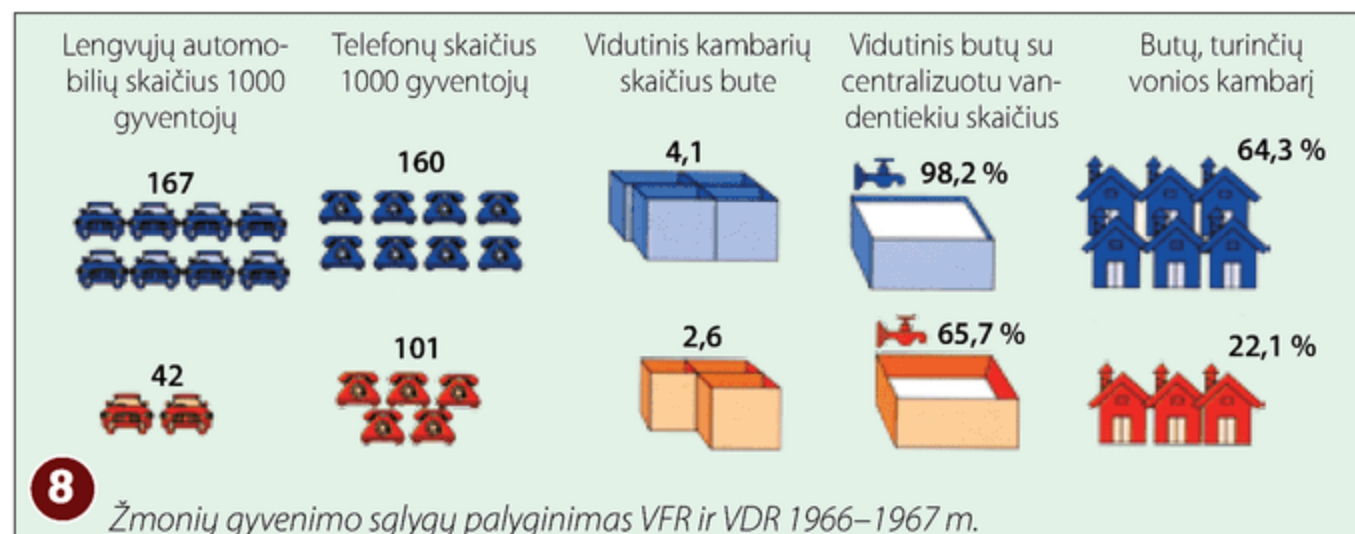 Lengvųjų automo-
bilių skaičius 1000
gyventojų
167
42
Telefonų skaičius
1000 gyventojų
160
101
Vidutinis kambarių
skaičius bute
4,1
2,6
Vidutinis butų su
centralizuotu van-
dentiekiu skaičius
98,2 %
65,7 %
Butų, turinčių
vonios kambarį
64,3 %
22,1 %
8
Žmonių gyvenimo sąlygų palyginimas VFR ir VDR 1966–1967 m.